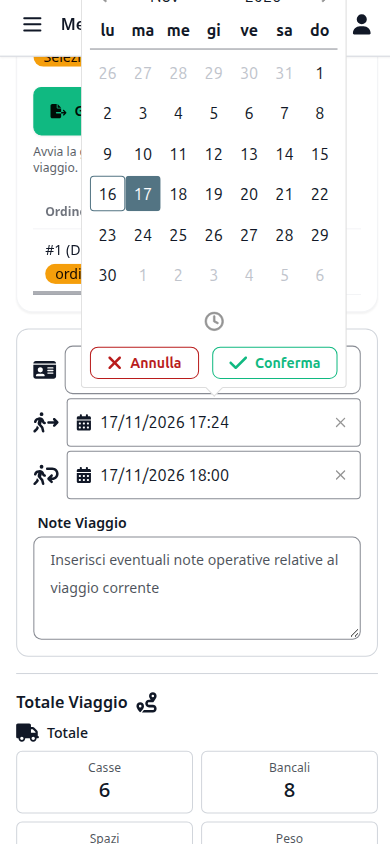 Me
lu ma me gi ve sa do
26 27 28 29 30 31 1
2 3 4 5 6 7 8
9 10 11 12 13 14 15
16 17 18 19 20 21 22
23 24 25 26 27 28 29
30 1 2 3 4 5 6
Avvia la
viaggio.
Ordin
#1 (D
ordi
Annulla Conferma
17/11/2026 17:24
17/11/2026 18:00
Note Viaggio
Inserisci eventuali note operative relative al
viaggio corrente
Totale Viaggio
Totale
Casse Bancali
6 8
Spazi Peso